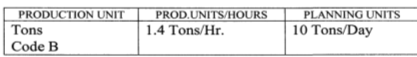 PRODUCTION UNIT PROD.UNITS/HOURS PLANNING UNITS
Tons 1.4 Tons/Hr. 10 Tons/Day
Code B